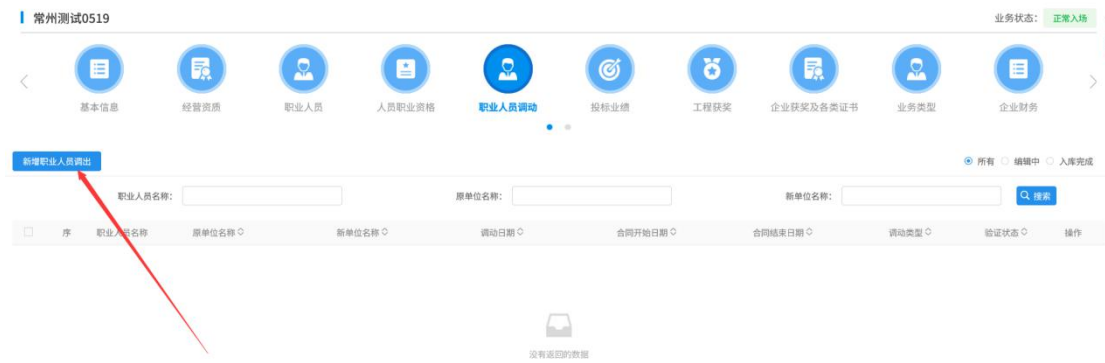 常州测试0519 业务状态： 正常入场
基本信息 经营资质 职业人员 人员职业资格 职业人员调动 投标业绩 工程获奖 企业获奖及各类证书 业务类型 企业财务
新增职业人员调出 所有 编辑中 入库完成
职业人员名称： 原单位名称： 新单位名称： 搜索
序 职业人员名称 原单位名称 新单位名称 调动日期 合同开始日期 合同结束日期 调动类型 验证状态 操作
没有返回的数据